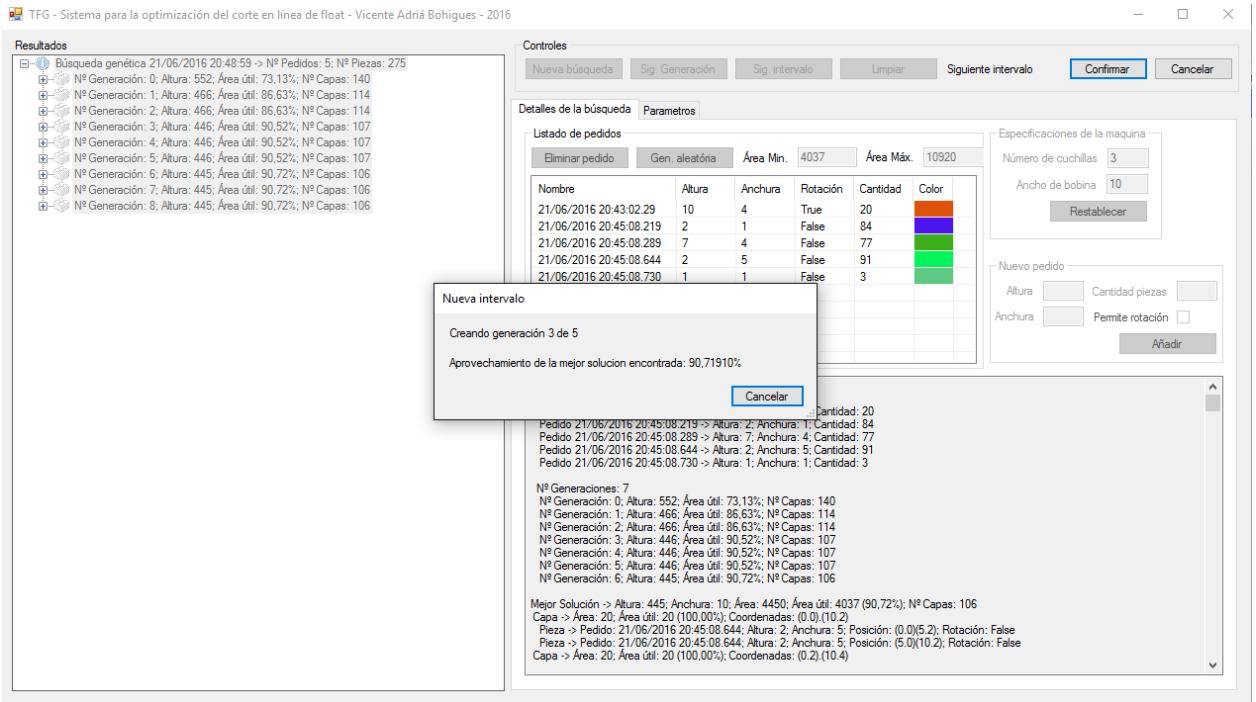 TFG - Sistema para la optimización del corte en línea de float - Vicente Adriá Bohigues - 2016
Resultados
Búsqueda genética 21/06/2016 20:48:59 -> Nº Pedidos: 5; Nº Piezas: 275
Nº Generación: 0; Altura: 552; Área útil: 73,13%; Nº Capas: 140
Nº Generación: 1; Altura: 466; Área útil: 86,63%; Nº Capas: 114
Nº Generación: 2; Altura: 466; Área útil: 86,63%; Nº Capas: 114
Nº Generación: 3; Altura: 446; Área útil: 90,52%; Nº Capas: 107
Nº Generación: 4; Altura: 446; Área útil: 90,52%; Nº Capas: 107
Nº Generación: 5; Altura: 446; Área útil: 90,52%; Nº Capas: 107
Nº Generación: 6; Altura: 445; Área útil: 90,72%; Nº Capas: 106
Nº Generación: 7; Altura: 445; Área útil: 90,72%; Nº Capas: 106
Nº Generación: 8; Altura: 445; Área útil: 90,72%; Nº Capas: 106
Controles
Nueva búsqueda Sig. Generación Sig. intervalo Limpiar Siguiente intervalo Confirmar Cancelar
Detalles de la búsqueda Parametros
Listado de pedidos
Eliminar pedido Gen. aleatória Área Min. 4037 Área Máx. 10920
Nombre Altura Anchura Rotación Cantidad Color
21/06/2016 20:43:02.29 10 4 True 20
21/06/2016 20:45:08.219 2 1 False 84
21/06/2016 20:45:08.289 7 4 False 77
21/06/2016 20:45:08.644 2 5 False 91
21/06/2016 20:45:08.730 1 1 False 3
Especificaciones de la maquina
Número de cuchillas 3
Ancho de bobina 10
Restablecer
Nuevo pedido
Altura Cantidad piezas
Anchura Permite rotación
Añadir
Nueva intervalo
Creando generación 3 de 5
Aprovechamiento de la mejor solucion encontrada: 90,71910%
Cancelar
Cantidad: 20
Pedido 21/06/2016 20:45:08.219 -> Altura: 2; Anchura: 1; Cantidad: 84
Pedido 21/06/2016 20:45:08.289 -> Altura: 7; Anchura: 4; Cantidad: 77
Pedido 21/06/2016 20:45:08.644 -> Altura: 2; Anchura: 5; Cantidad: 91
Pedido 21/06/2016 20:45:08.730 -> Altura: 1; Anchura: 1; Cantidad: 3
Nº Generaciones: 7
Nº Generación: 0; Altura: 552; Área útil: 73,13%; Nº Capas: 140
Nº Generación: 1; Altura: 466; Área útil: 86,63%; Nº Capas: 114
Nº Generación: 2; Altura: 466; Área útil: 86,63%; Nº Capas: 114
Nº Generación: 3; Altura: 446; Área útil: 90,52%; Nº Capas: 107
Nº Generación: 4; Altura: 446; Área útil: 90,52%; Nº Capas: 107
Nº Generación: 5; Altura: 446; Área útil: 90,52%; Nº Capas: 107
Nº Generación: 6; Altura: 445; Área útil: 90,72%; Nº Capas: 106
Mejor Solución -> Altura: 445; Anchura: 10; Área: 4450; Área útil: 4037 (90,72%); Nº Capas: 106
Capa -> Área: 20; Área útil: 20 (100,00%); Coordenadas: (0.0).(10.2)
Pieza -> Pedido: 21/06/2016 20:45:08.644; Altura: 2; Anchura: 5; Posición: (0.0)(5.2); Rotación: False
Pieza -> Pedido: 21/06/2016 20:45:08.644; Altura: 2; Anchura: 5; Posición: (5.0)(10.2); Rotación: False
Capa -> Área: 20; Área útil: 20 (100,00%); Coordenadas: (0.2).(10.4)